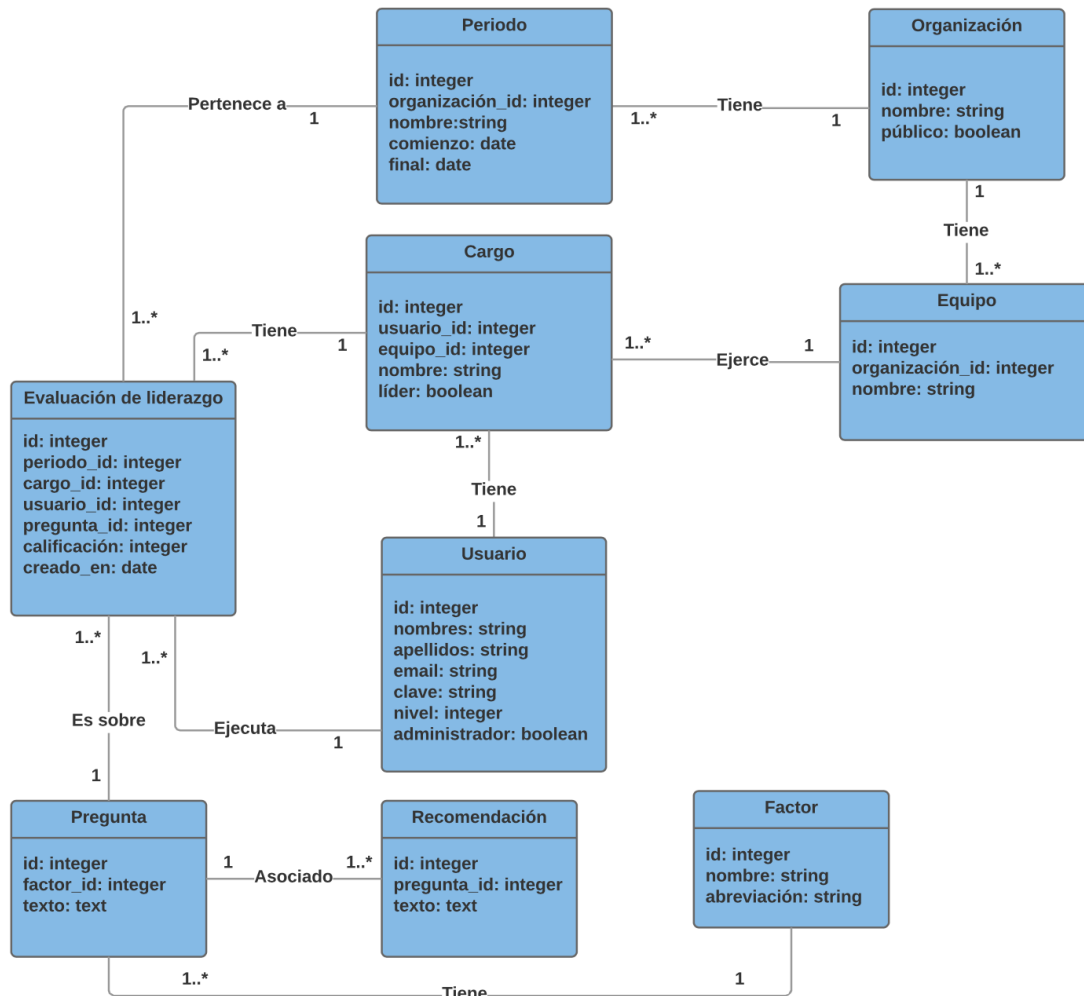 Periodo
id: integer
organización_id: integer
nombre:string
comienzo: date
final: date
Organización
id: integer
nombre: string
público: boolean
Pertenece a
1
1..*
Tiene
1..*
1
Tiene
1
1..*
Cargo
id: integer
usuario_id: integer
equipo_id: integer
nombre: string
líder: boolean
Equipo
id: integer
organización_id: integer
nombre: string
Tiene
1..*
1
1..*
Ejerce
1
Evaluación de liderazgo
id: integer
periodo_id: integer
cargo_id: integer
usuario_id: integer
pregunta_id: integer
calificación: integer
creado_en: date
1..*
Tiene
1
Usuario
id: integer
nombres: string
apellidos: string
email: string
clave: string
nivel: integer
administrador: boolean
1..*
1..*
Es sobre
1
Ejecuta
1
Pregunta
id: integer
factor_id: integer
texto: text
1
Asociado
1..*
Recomendación
id: integer
pregunta_id: integer
texto: text
Factor
id: integer
nombre: string
abreviación: string
1..*
Tiene
1